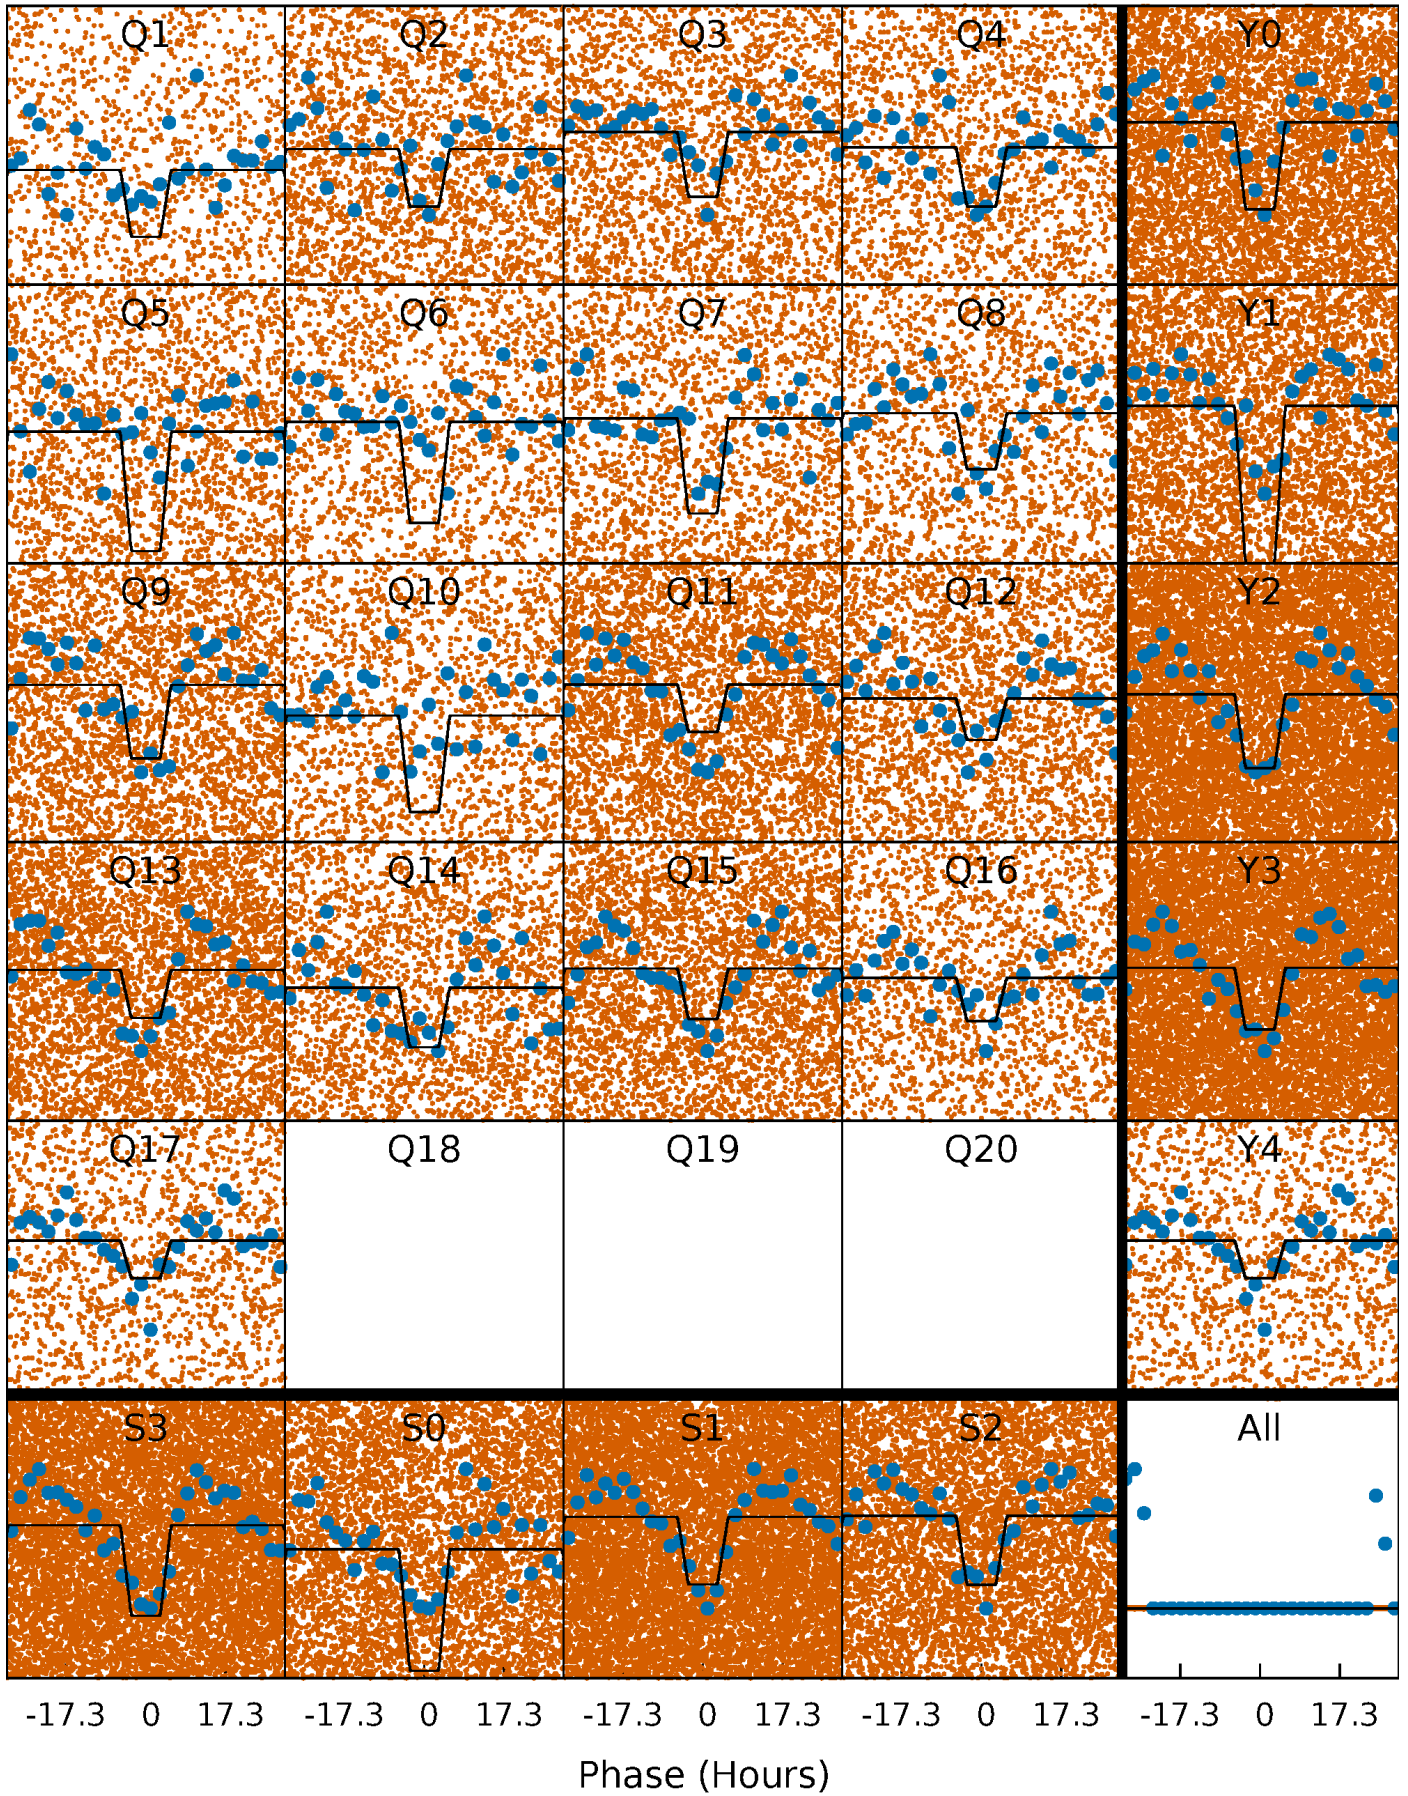 Q1 Q2 Q3 Q4 Y0
Q5 Q6 Q7 Q8 Y1
Q9 Q10 Q11 Q12 Y2
Q13 Q14 Q15 Q16 Y3
Q17 Q18 Q19 Q20 Y4
S3 S0 S1 S2 All
-17.3 0 17.3 -17.3 0 17.3 -17.3 0 17.3 -17.3 0 17.3 -17.3 0 17.3
Phase (Hours)